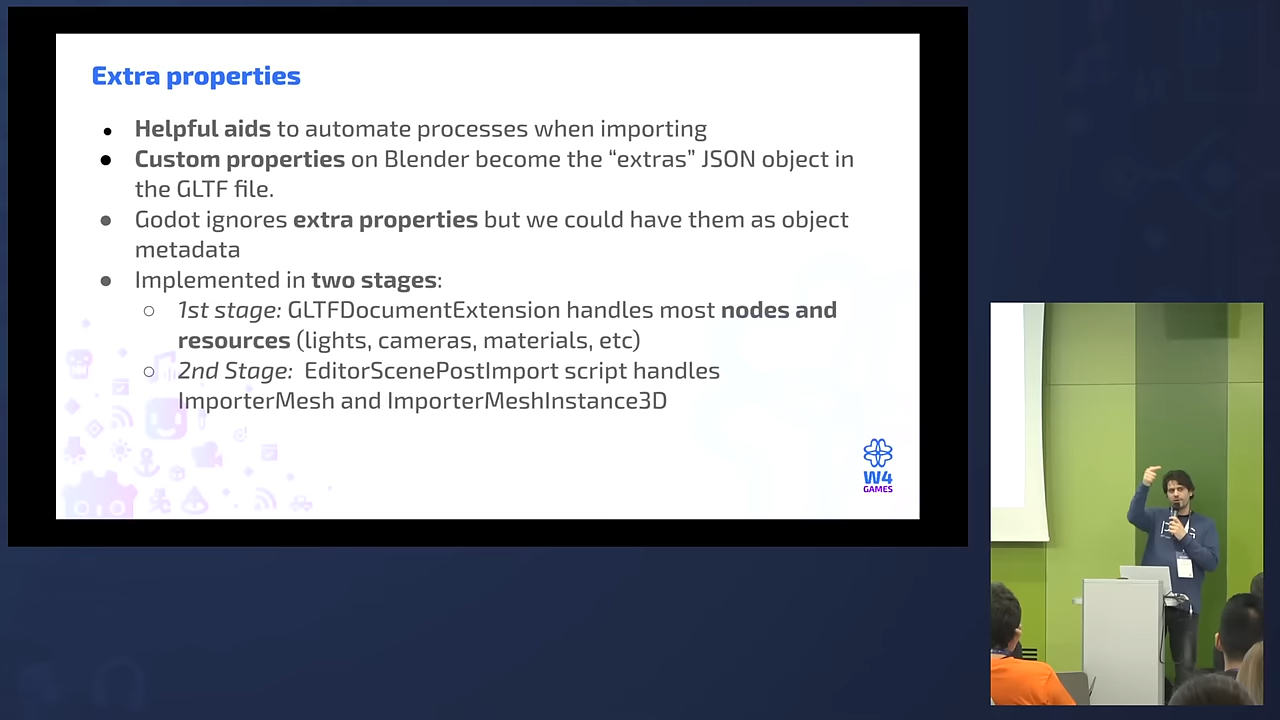 Extra properties
● Helpful aids to automate processes when importing
● Custom properties on Blender become the “extras” JSON object in
the GLTF file.
● Godot ignores extra properties but we could have them as object
metadata
● Implemented in two stages:
○ 1st stage: GLTFDocumentExtension handles most nodes and
resources (lights, cameras, materials, etc)
○ 2nd Stage: EditorScenePostImport script handles
ImporterMesh and ImporterMeshInstance3D
W4
GAMES